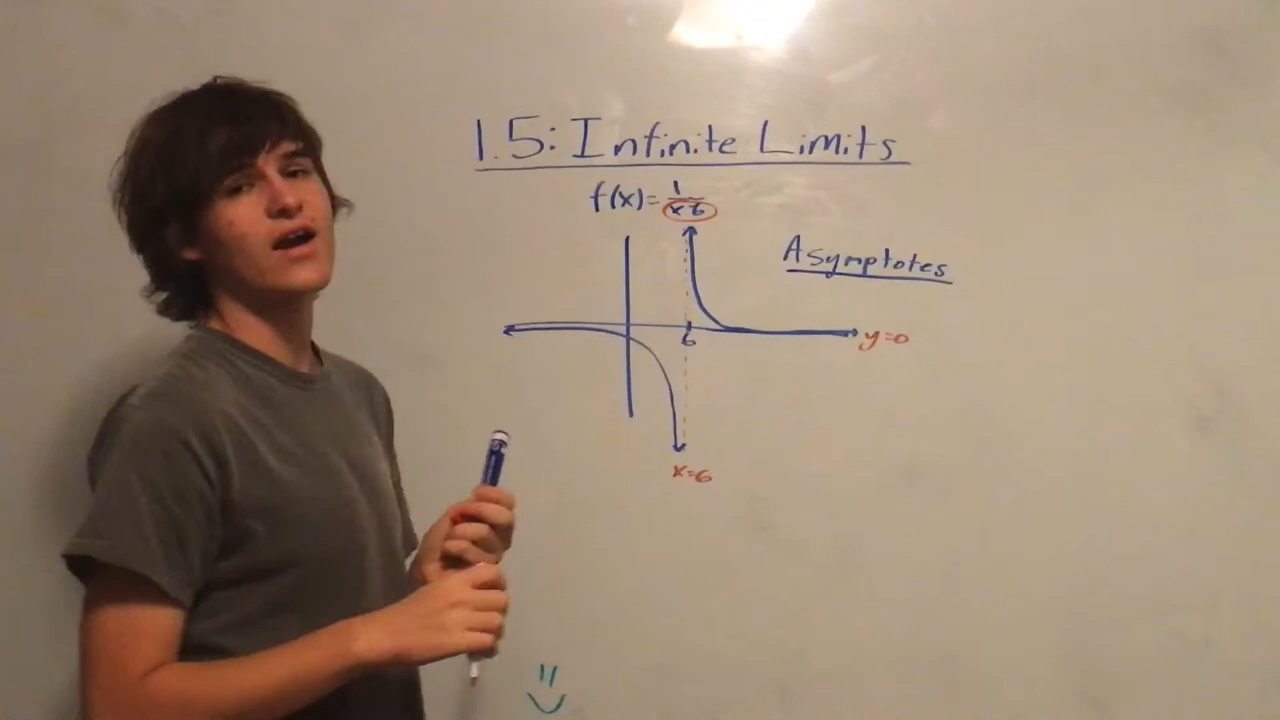 1.5: Infinite Limits
f(x)= 1/x-6
Asymptotes
6
y=0
x=6